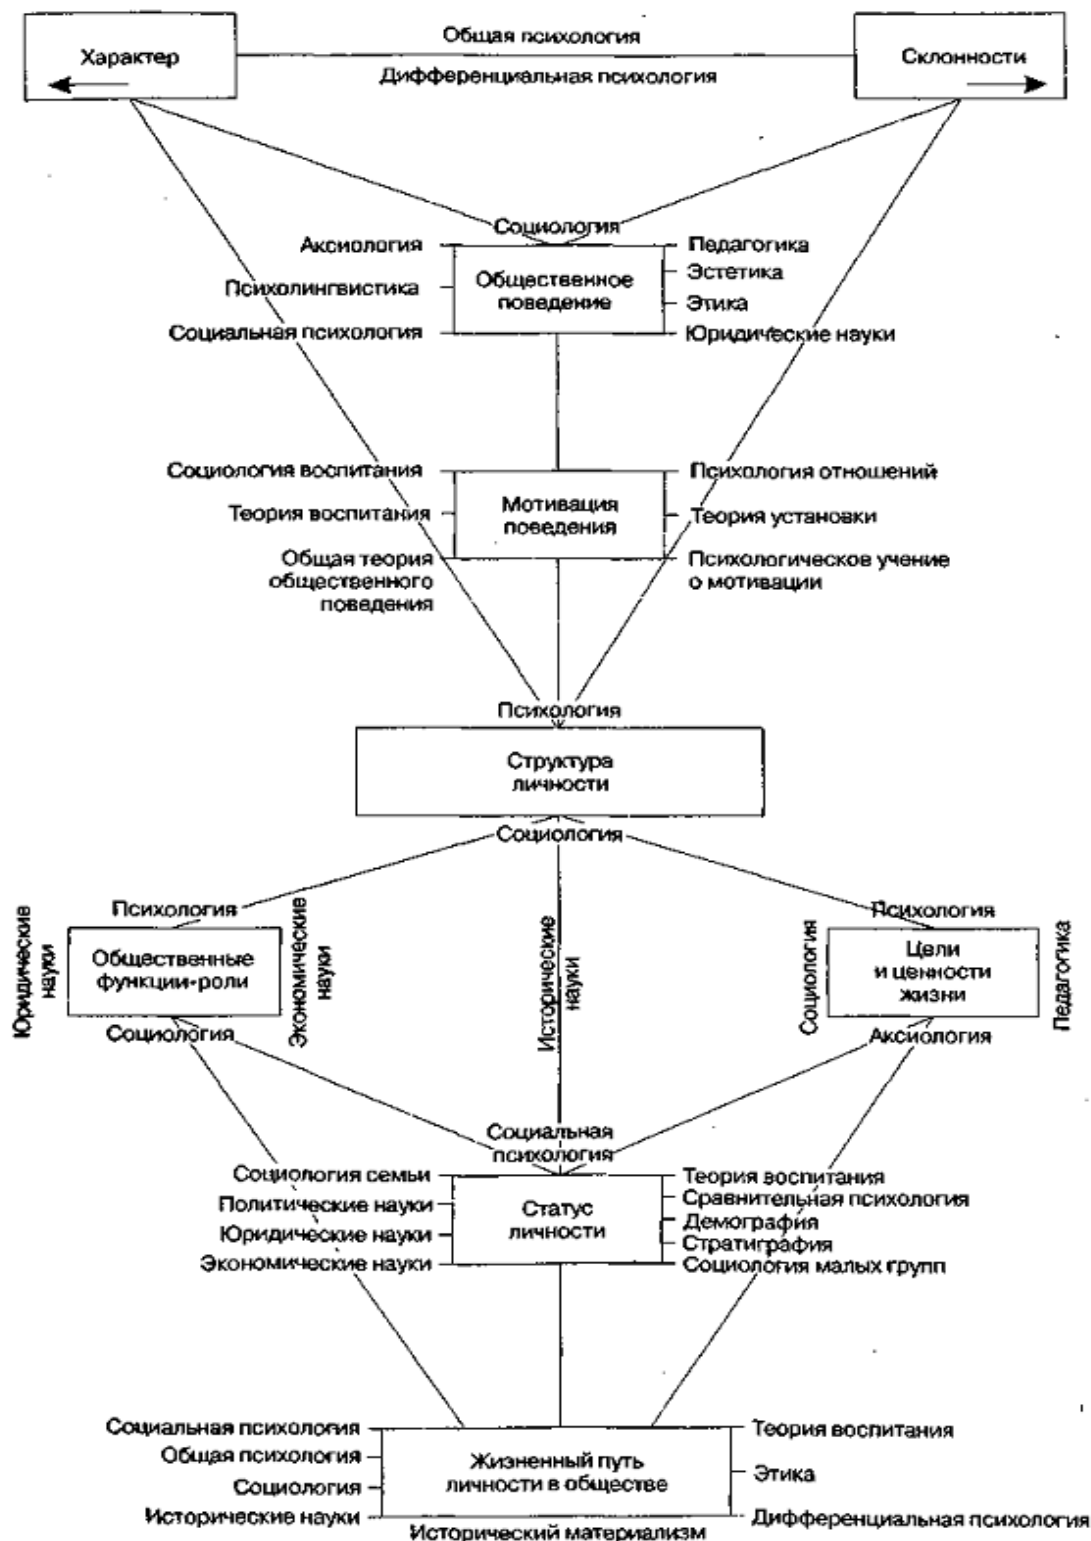 Общая психология
Характер
Склонности
Дифференциальная психология
Социология
Аксиология
Педагогика
Эстетика
Общественное
поведение
Психолингвистика
Этика
Социальная психология
Юридические науки
Социология воспитания
Психология отношений
Мотивация
поведения
Теория воспитания
Теория установки
Общая теория
общественного
поведения
Психологическое учение
о мотивации
Психология
Структура
личности
Социология
Психология
Психология
Юридические
науки
Общественные
функции-роли
Экономические
науки
Исторические
науки
Социология
Цели
и ценности
жизни
Педагогика
Социология
Аксиология
Социальная
психология
Социология семьи
Теория воспитания
Политические науки
Сравнительная психология
Статус
личности
Демография
Юридические науки
Стратиграфия
Экономические науки
Социология малых групп
Социальная психология
Теория воспитания
Общая психология
Жизненный путь
личности в обществе
Этика
Социология
Исторические науки
Дифференциальная психология
Исторический материализм